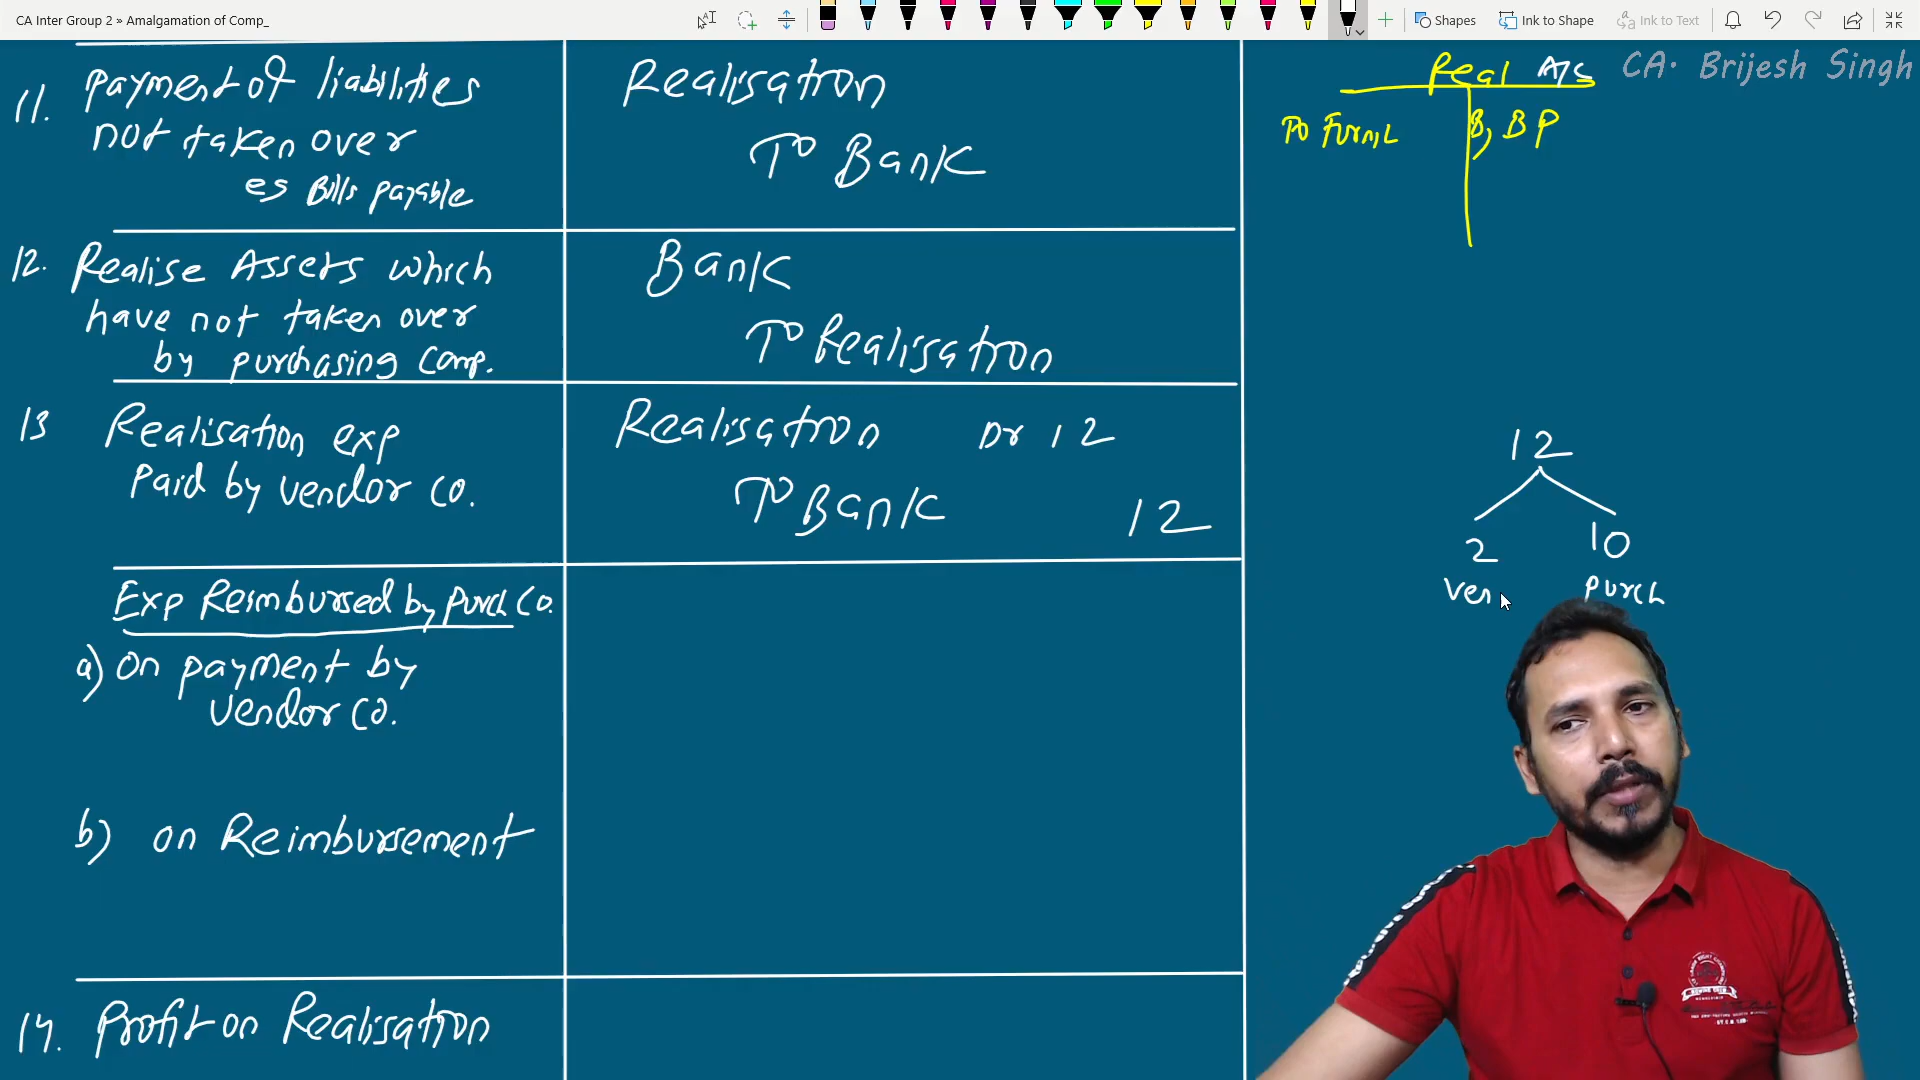 CA Inter Group 2 » Amalgamation of Comp_
Shapes
Ink to Shape
Ink to Text
CA. Brijesh Singh
11. Payment of liabilities
not taken over
eg Bills payable
Realisation
To Bank
Real A/c
To Furni
By BP
12. Realise Assets which
have not taken over
by purchasing Comp.
Bank
To Realisation
13 Realisation exp
Paid by vendor Co.
Realisation Dr 12
To Bank 12
12
2 10
Ven Purch
Exp Reimbursed by Purch Co.
a) on payment by
vendor Co.
b) on Reimbursement
14. Profit on Realisation